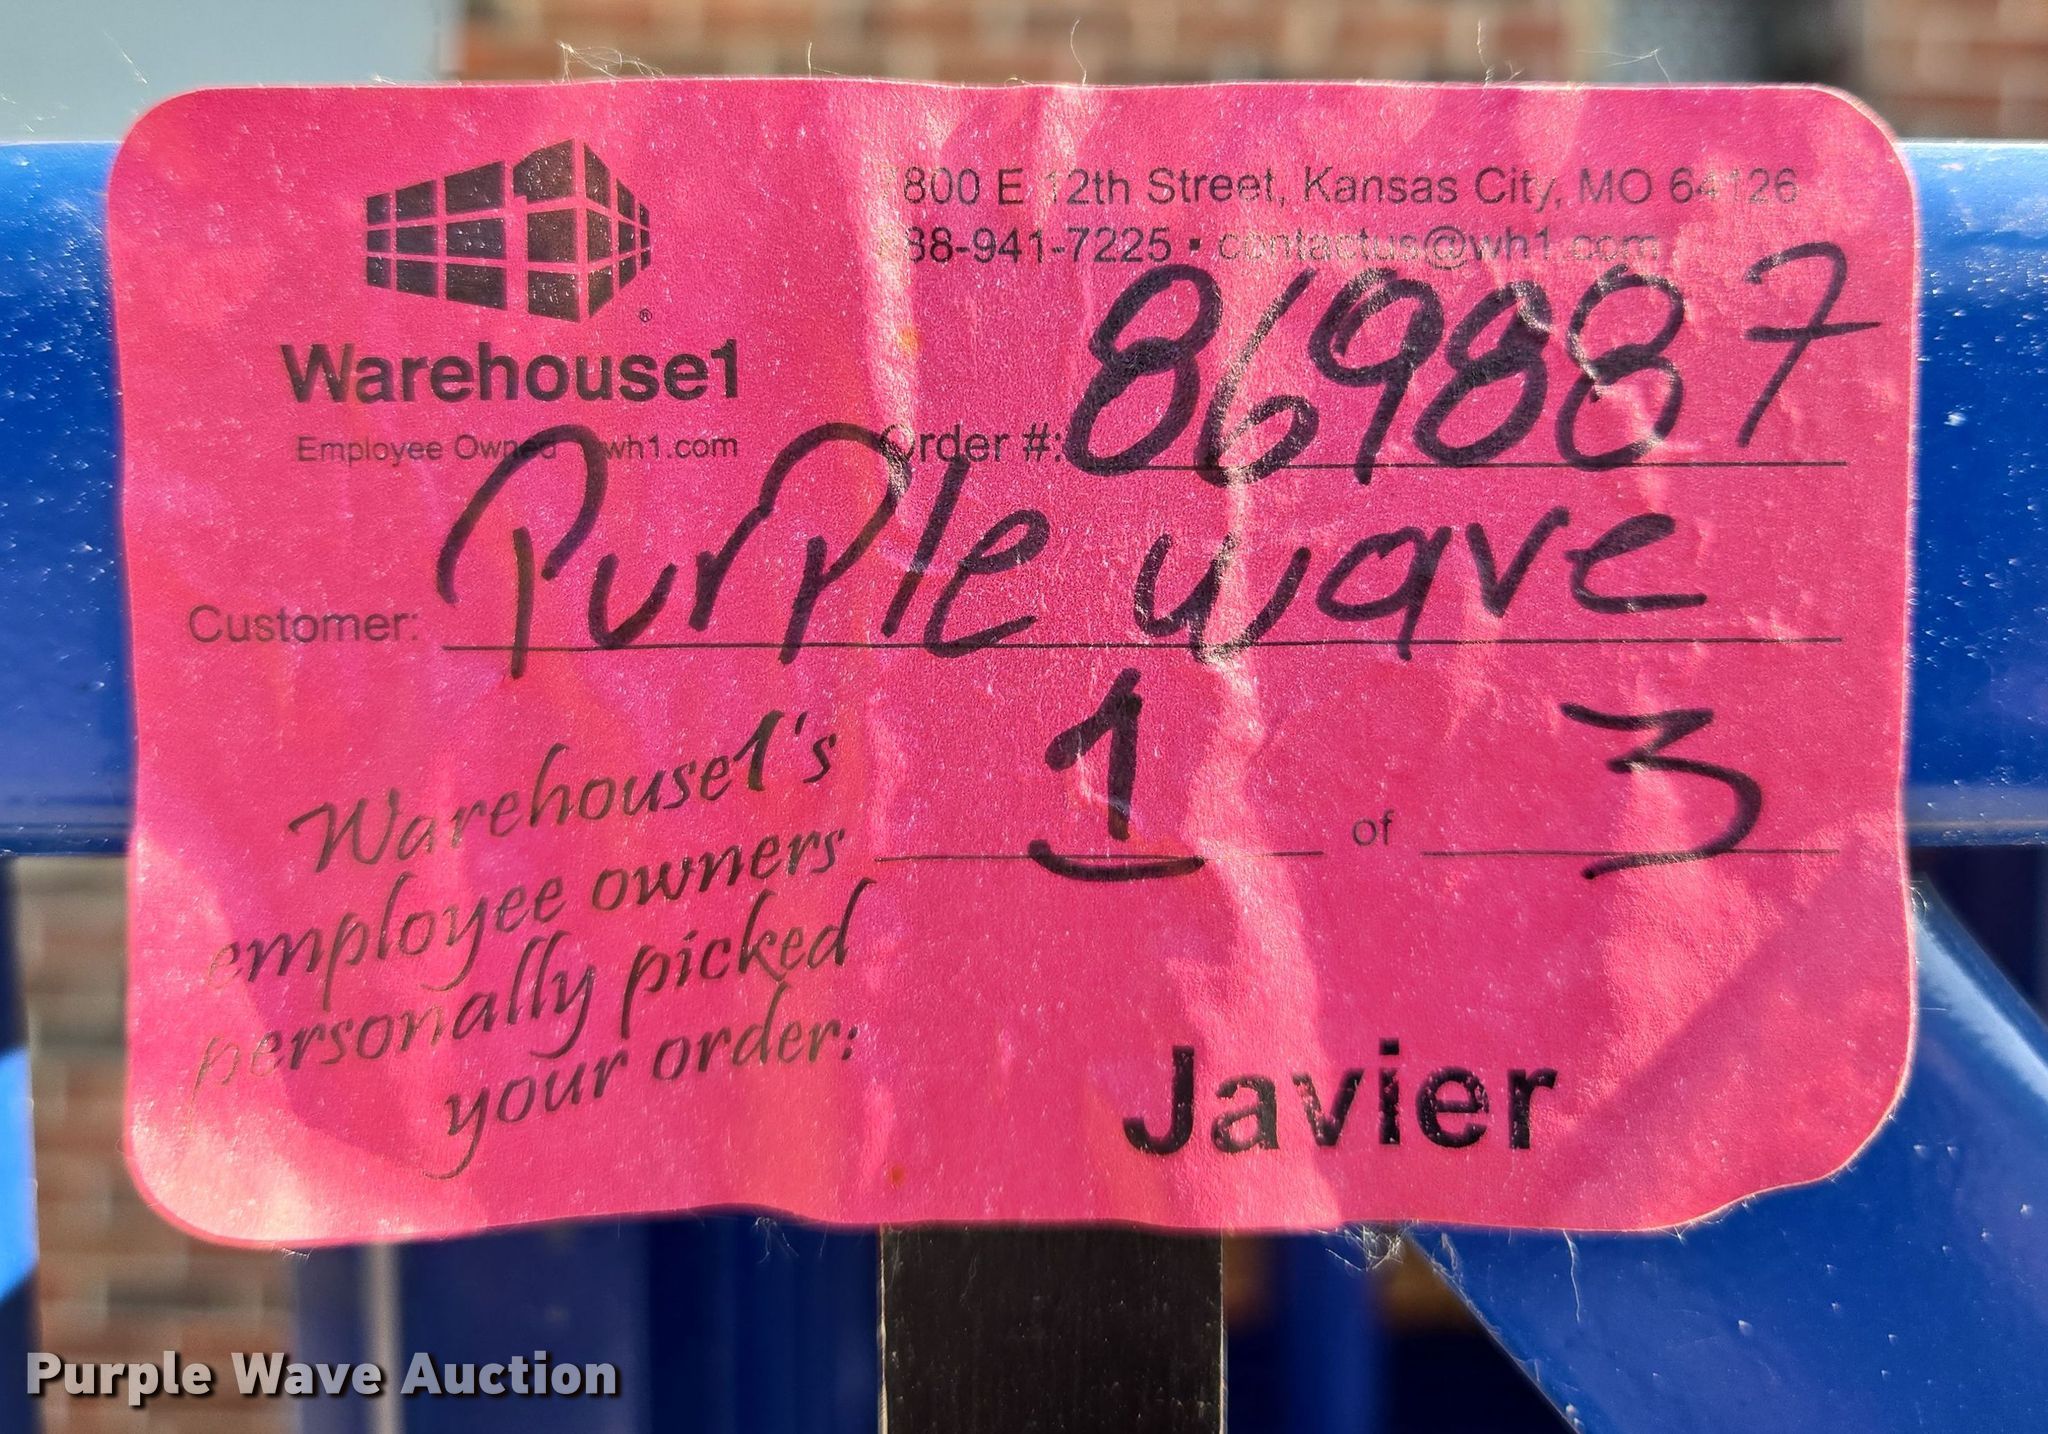 Warehouse1
®
Employee Owned wh1.com
800 E 12th Street, Kansas City, MO 64126
88-941-7225 ▪ contactus@wh1.com
Order #: 869887
Customer: Purple wave
1 of 3
Warehouse1's
employee owners
personally picked
your order:
Javier
Purple Wave Auction